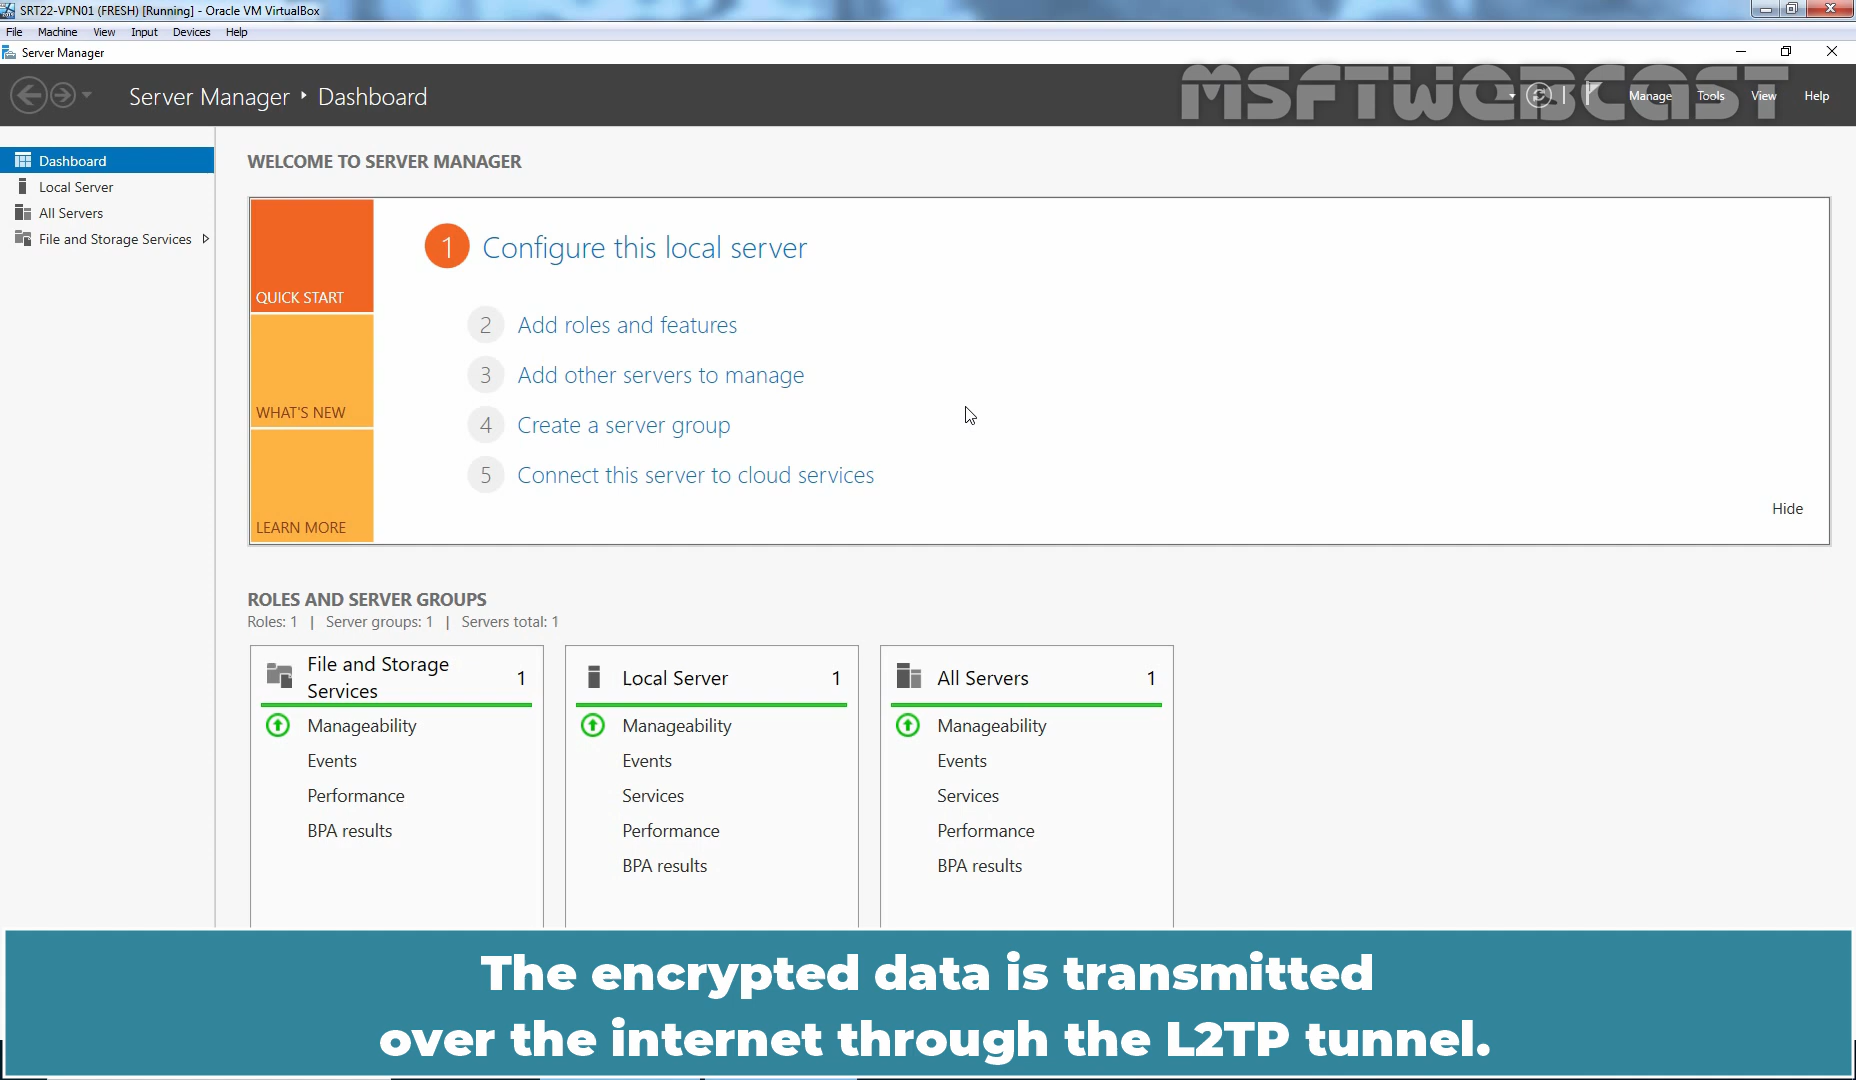 SRT22-VPN01 (FRESH) [Running] - Oracle VM VirtualBox
File Machine View Input Devices Help
Server Manager
Server Manager ‣ Dashboard
MSFTWEBCAST
Manage Tools View Help
Dashboard
Local Server
All Servers
File and Storage Services
WELCOME TO SERVER MANAGER
QUICK START
WHAT'S NEW
LEARN MORE
1 Configure this local server
2 Add roles and features
3 Add other servers to manage
4 Create a server group
5 Connect this server to cloud services
Hide
ROLES AND SERVER GROUPS
Roles: 1 | Server groups: 1 | Servers total: 1
File and Storage
Services 1
Manageability
Events
Performance
BPA results
Local Server 1
Manageability
Events
Services
Performance
BPA results
All Servers 1
Manageability
Events
Services
Performance
BPA results
The encrypted data is transmitted
over the internet through the L2TP tunnel.